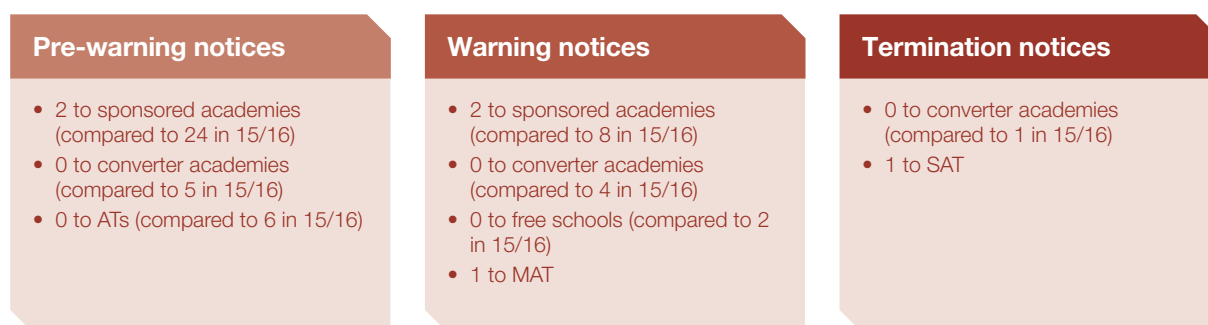 Pre-warning notices
• 2 to sponsored academies
(compared to 24 in 15/16)
• 0 to converter academies
(compared to 5 in 15/16)
• 0 to ATs (compared to 6 in 15/16)
Warning notices
• 2 to sponsored academies
(compared to 8 in 15/16)
• 0 to converter academies
(compared to 4 in 15/16)
• 0 to free schools (compared to 2
in 15/16)
• 1 to MAT
Termination notices
• 0 to converter academies
(compared to 1 in 15/16)
• 1 to SAT